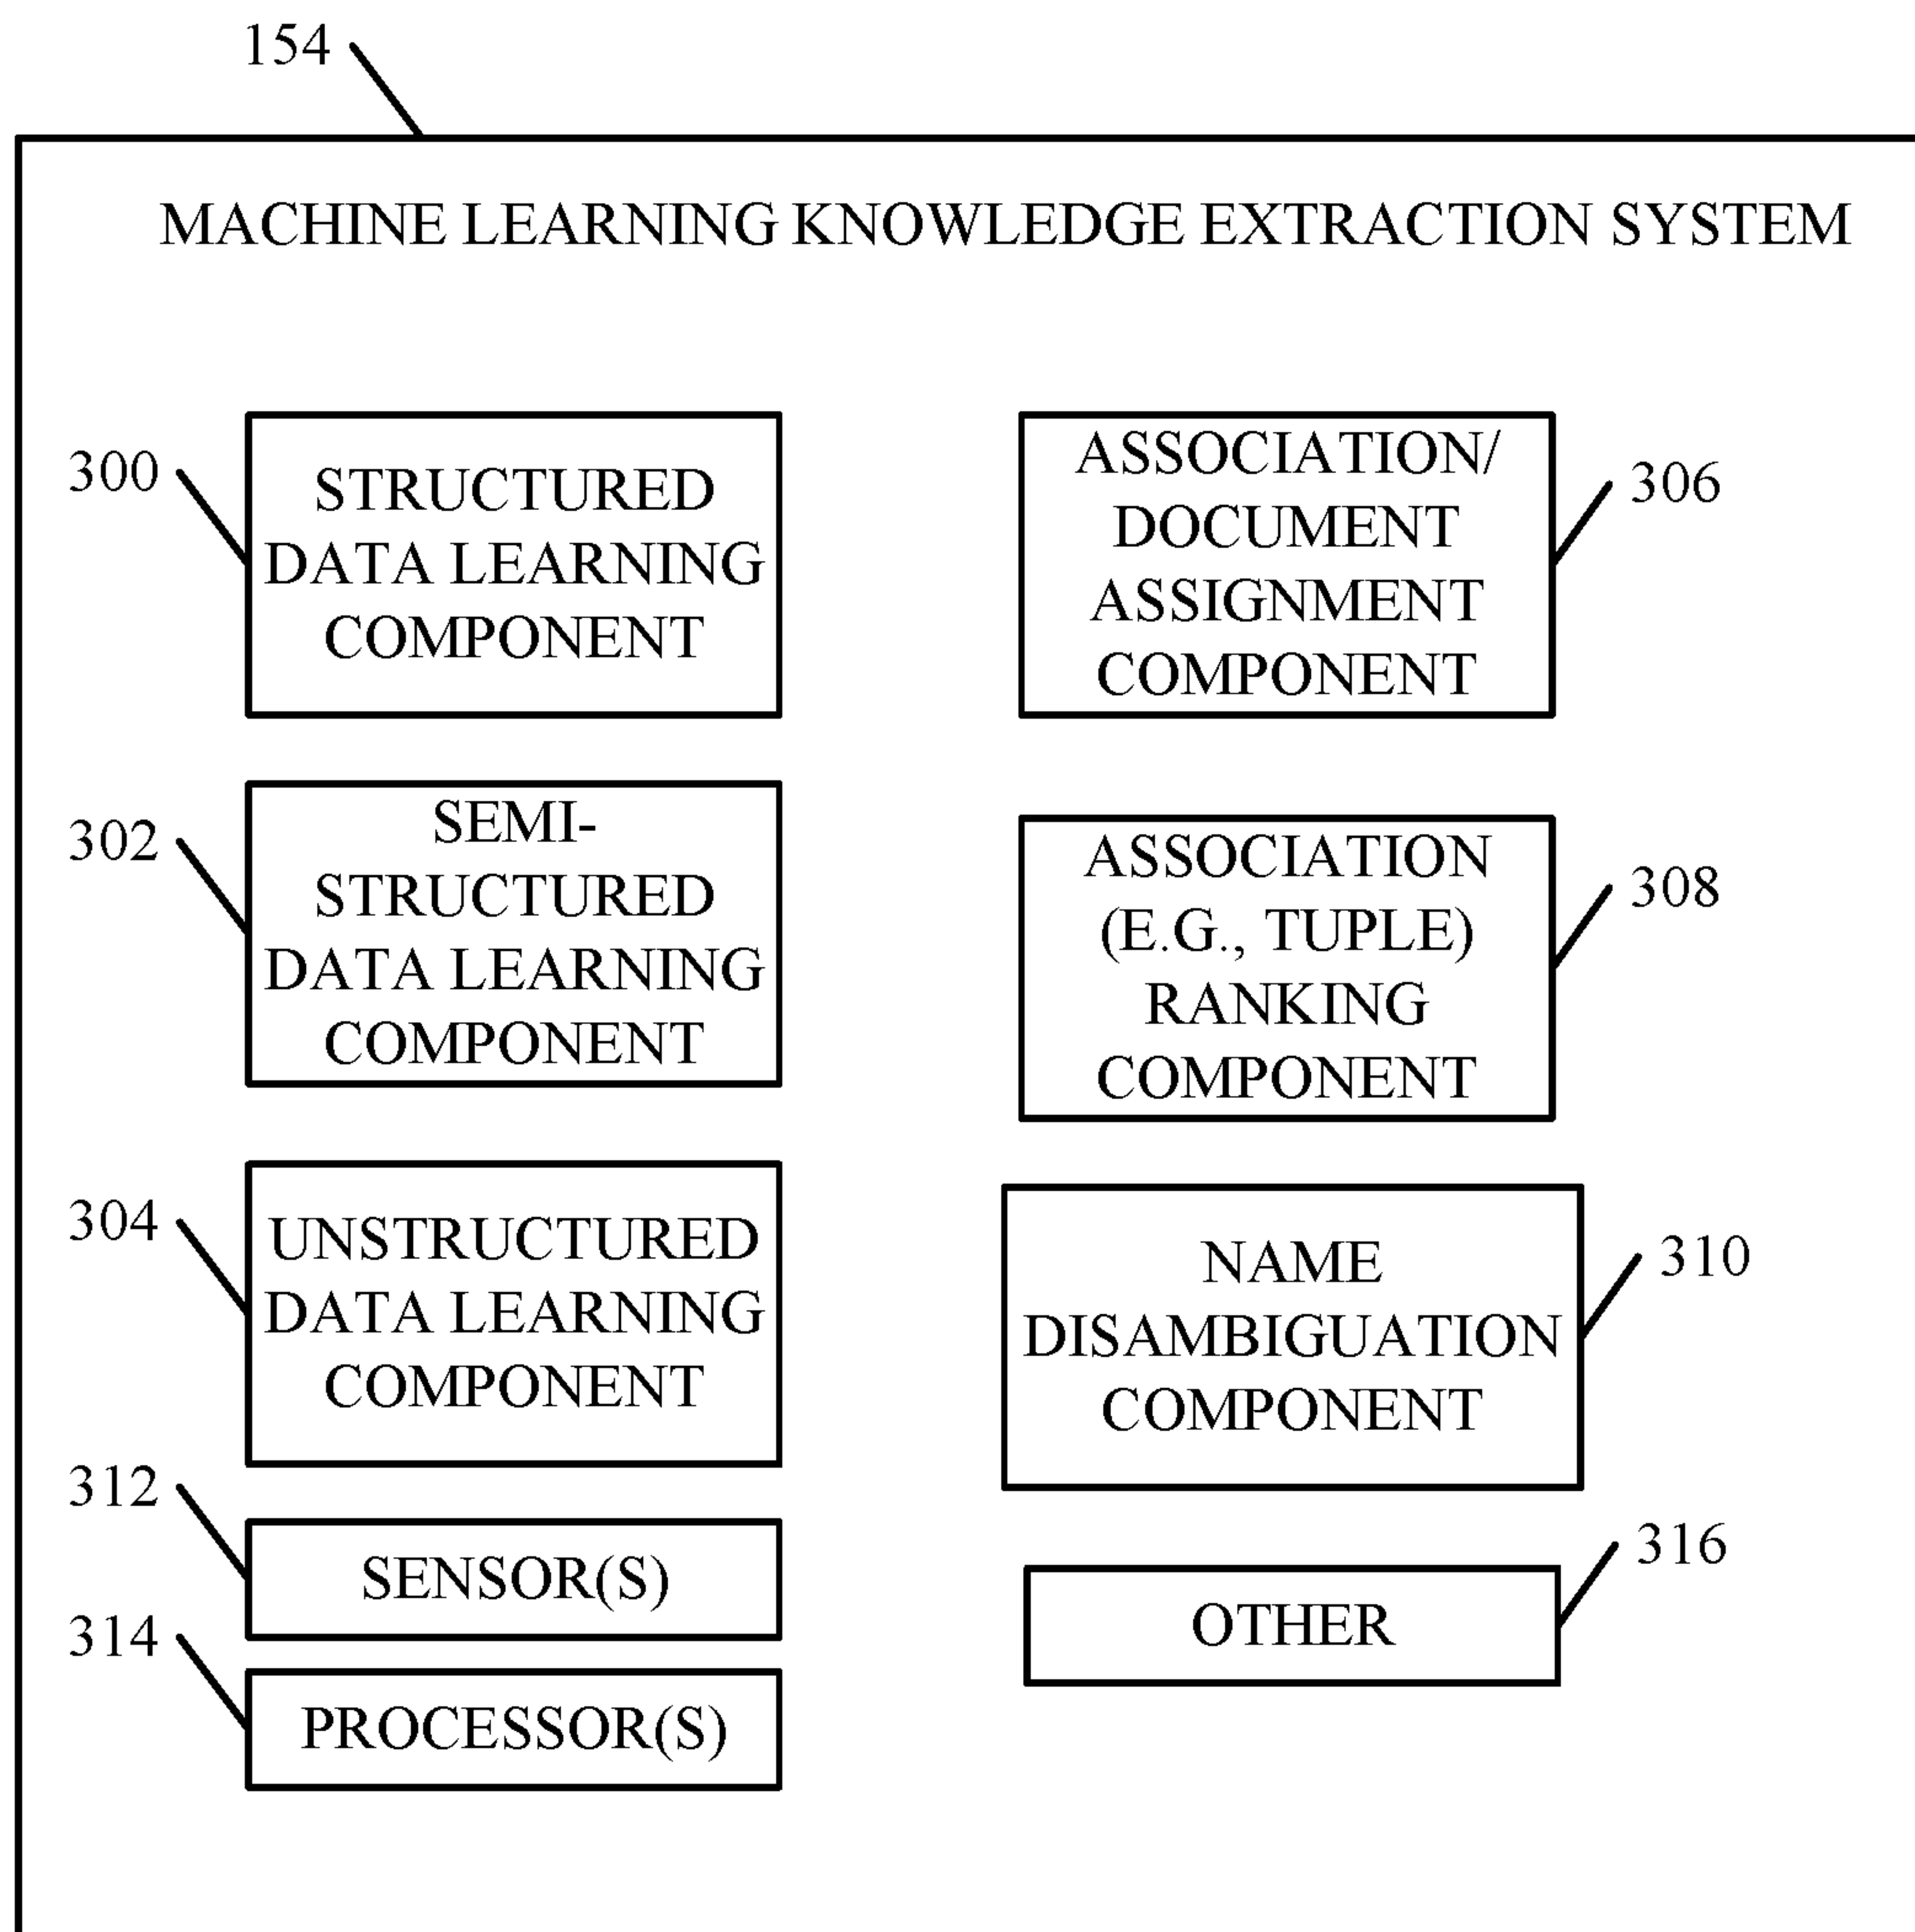 154
MACHINE LEARNING KNOWLEDGE EXTRACTION SYSTEM
300
STRUCTURED
DATA LEARNING
COMPONENT
302
SEMI-
STRUCTURED
DATA LEARNING
COMPONENT
304
UNSTRUCTURED
DATA LEARNING
COMPONENT
312
SENSOR(S)
314
PROCESSOR(S)
ASSOCIATION/
DOCUMENT
ASSIGNMENT
COMPONENT
306
ASSOCIATION
(E.G., TUPLE)
RANKING
COMPONENT
308
NAME
DISAMBIGUATION
COMPONENT
310
OTHER
316